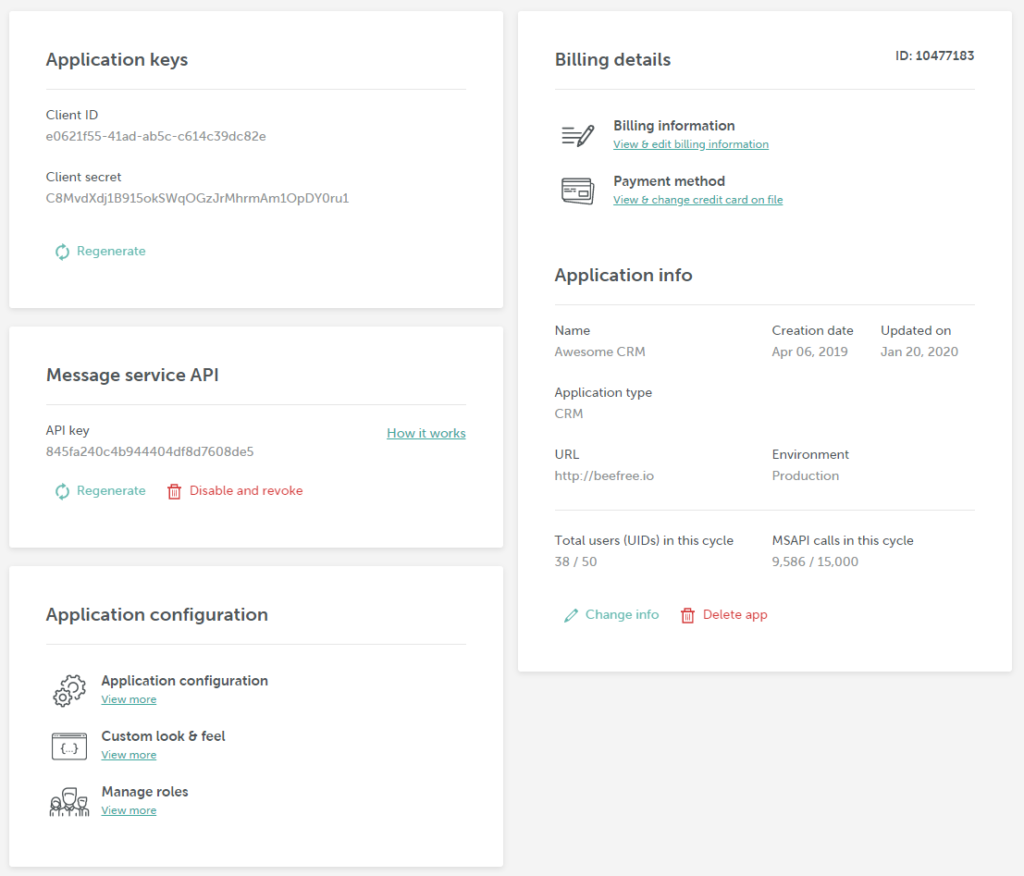 Application keys
Client ID
e0621f55-41ad-ab5c-c614c39dc82e
Client secret
C8MvdXdj1B915okSWqOGzJrMhrmAm1OpDY0ru1
Regenerate
Message service API
API key
How it works
845fa240c4b944404df8d7608de5
Regenerate
Disable and revoke
Application configuration
Application configuration
View more
{...}
Custom look & feel
View more
Manage roles
View more
Billing details
ID: 10477183
Billing information
View & edit billing information
Payment method
View & change credit card on file
Application info
Name
Creation date
Updated on
Awesome CRM
Apr 06, 2019
Jan 20, 2020
Application type
CRM
URL
Environment
http://beefree.io
Production
Total users (UIDs) in this cycle
MSAPI calls in this cycle
38 / 50
9,586 / 15,000
Change info
Delete app